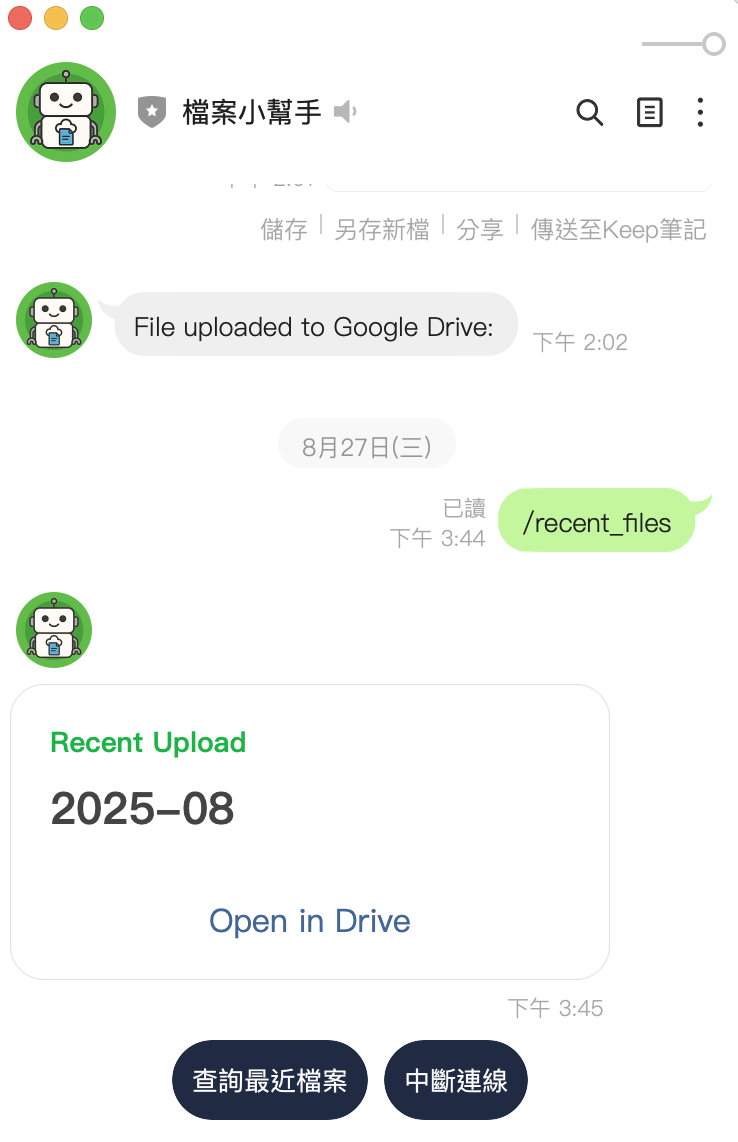 檔案小幫手
儲存 | 另存新檔 | 分享 | 傳送至Keep筆記
File uploaded to Google Drive:
下午 2:02
8月27日(三)
已讀
下午 3:44
/recent_files
Recent Upload
2025-08
Open in Drive
下午 3:45
查詢最近檔案
中斷連線